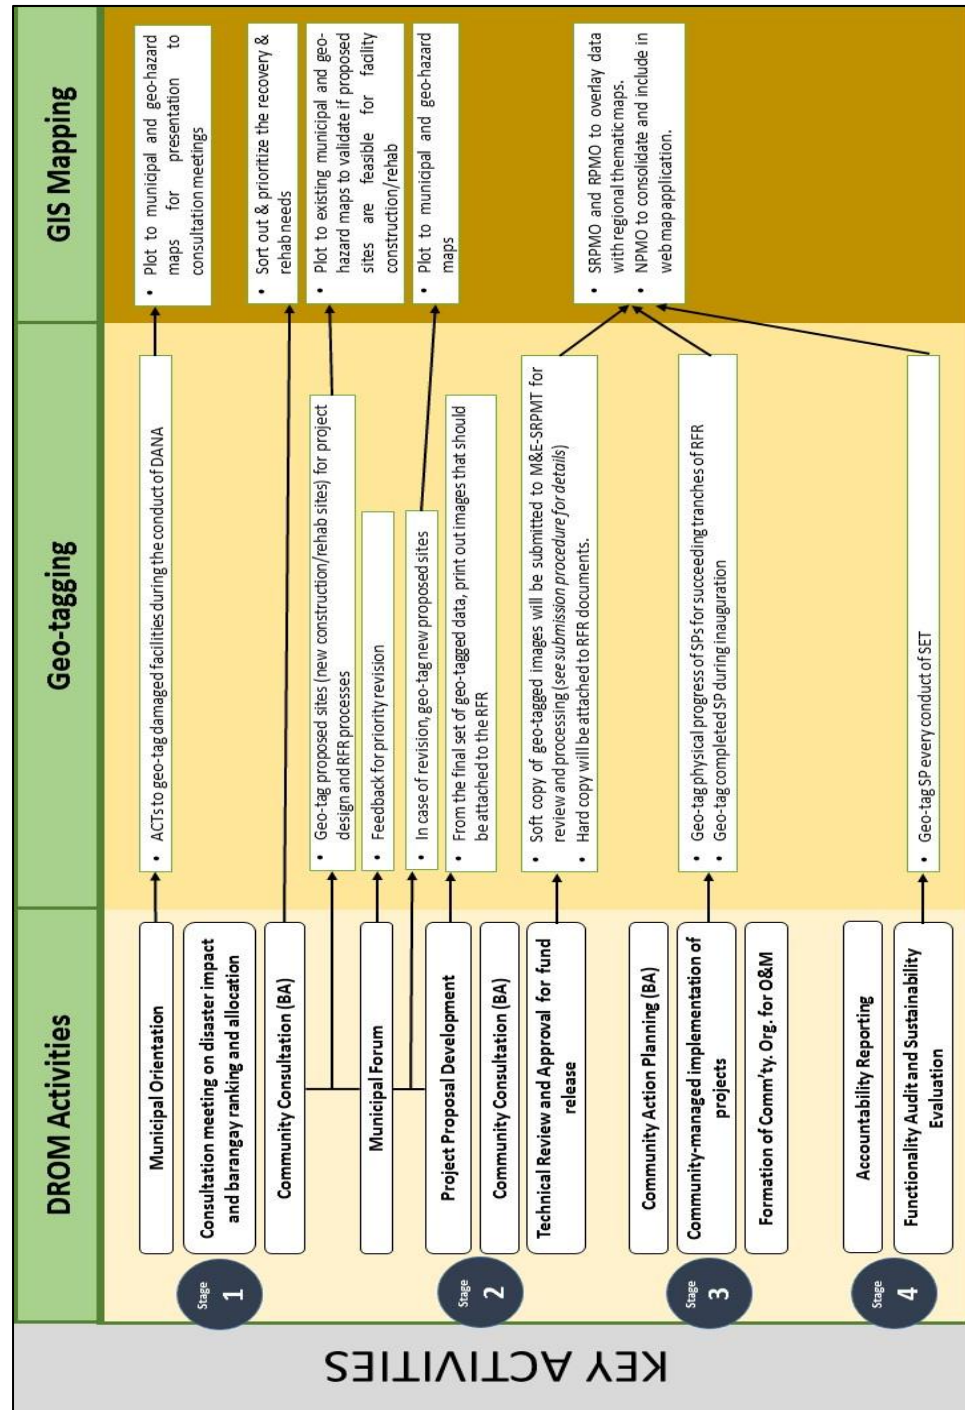 KEY ACTIVITIES
DROM Activities
Geo-tagging
GIS Mapping
Stage
1
Municipal Orientation
Consultation meeting on disaster impact
and barangay ranking and allocation
Community Consultation (BA)
Municipal Forum
Stage
2
Project Proposal Development
Community Consultation (BA)
Technical Review and Approval for fund
release
Stage
3
Community Action Planning (BA)
Community-managed implementation of
projects
Formation of Comm'ty. Org. for O&M
Stage
4
Accountability Reporting
Functionality Audit and Sustainability
Evaluation
• ACTs to geo-tag damaged facilities during the conduct of DANA
• Geo-tag proposed sites (new construction/rehab sites) for project
design and RFR processes
• Feedback for priority revision
• In case of revision, geo-tag new proposed sites
• From the final set of geo-tagged data, print out images that should
be attached to the RFR
• Soft copy of geo-tagged images will be submitted to M&E-SRPMT for
review and processing (see submission procedure for details)
• Hard copy will be attached to RFR documents.
• Geo-tag physical progress of SPs for succeeding tranches of RFR
• Geo-tag completed SP during inauguration
• Geo-tag SP every conduct of SET
• Plot to municipal and geo-hazard
maps for presentation to
consultation meetings
• Sort out & prioritize the recovery &
rehab needs
• Plot to existing municipal and geo-
hazard maps to validate if proposed
sites are feasible for facility
construction/rehab
• Plot to municipal and geo-hazard
maps
• SRPMO and RPMO to overlay data
with regional thematic maps.
• NPMO to consolidate and include in
web map application.